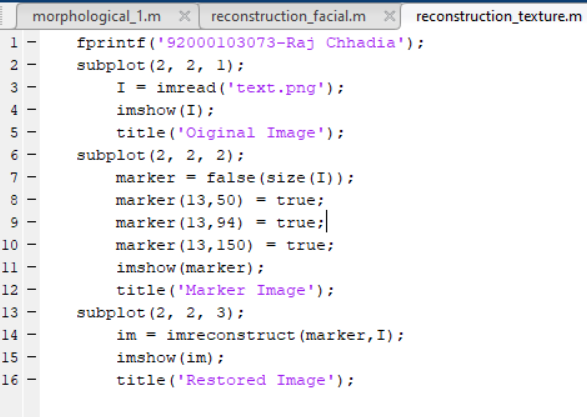 morphological_1.m × reconstruction_facial.m × reconstruction_texture.m
1 - fprintf('92000103073-Raj Chhadia');
2 - subplot(2, 2, 1);
3 - I = imread('text.png');
4 - imshow(I);
5 - title('Oiginal Image');
6 - subplot(2, 2, 2);
7 - marker = false(size(I));
8 - marker(13,50) = true;
9 - marker(13,94) = true;
10 - marker(13,150) = true;
11 - imshow(marker);
12 - title('Marker Image');
13 - subplot(2, 2, 3);
14 - im = imreconstruct(marker,I);
15 - imshow(im);
16 - title('Restored Image');